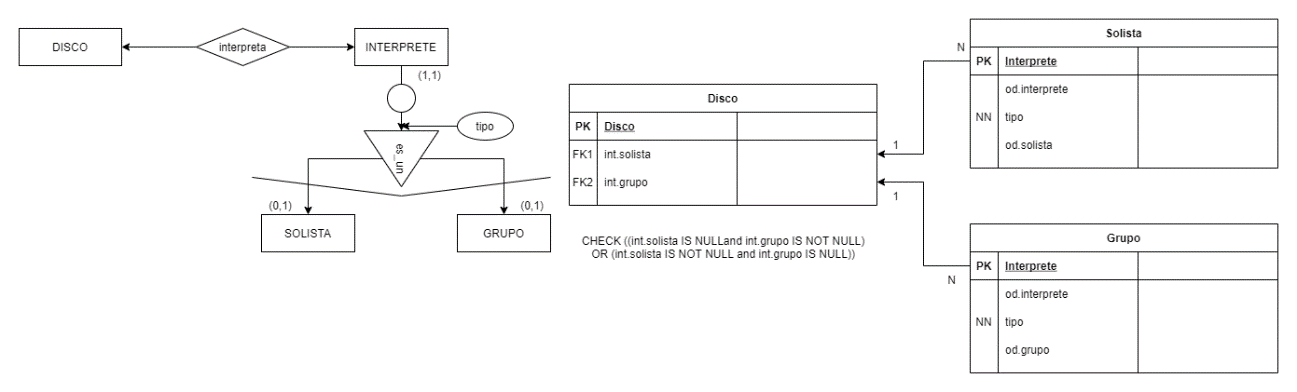 DISCO
interpreta
INTERPRETE
(1,1)
tipo
es_un
(0,1)
(0,1)
SOLISTA
GRUPO
Disco
PK Disco
FK1 int.solista
FK2 int.grupo
CHECK ((int.solista IS NULLand int.grupo IS NOT NULL)
OR (int.solista IS NOT NULL and int.grupo IS NULL))
N
1
1
N
Solista
PK Interprete
od.interprete
NN tipo
od.solista
Grupo
PK Interprete
od.interprete
NN tipo
od.grupo